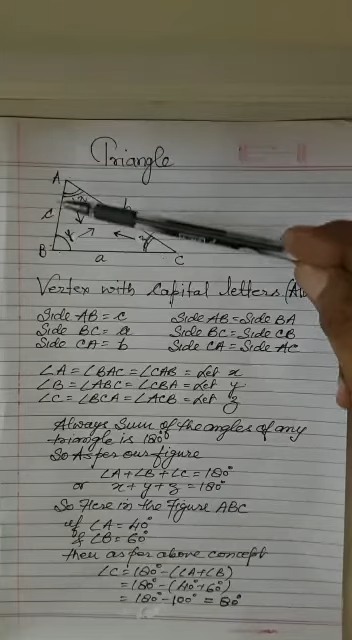 Triangle
A
c
b
B
a
C
Vertex with Capital letters (A
Side AB = c Side AB = Side BA
Side BC = a Side BC = Side CB
Side CA = b Side CA = Side AC
∠A = ∠BAC = ∠CAB = Let x
∠B = ∠ABC = ∠CBA = Let y
∠C = ∠BCA = ∠ACB = Let z
Always Sum of the angles of any
triangle is 180°
So As per our figure
∠A + ∠B + ∠C = 180°
or x + y + z = 180°
So Here in the Figure ABC
if ∠A = 40°
& ∠B = 60°
then as per above concept
∠C = 180° - (∠A + ∠B)
= 180° - (40° + 60°)
= 180° - 100° = 80°